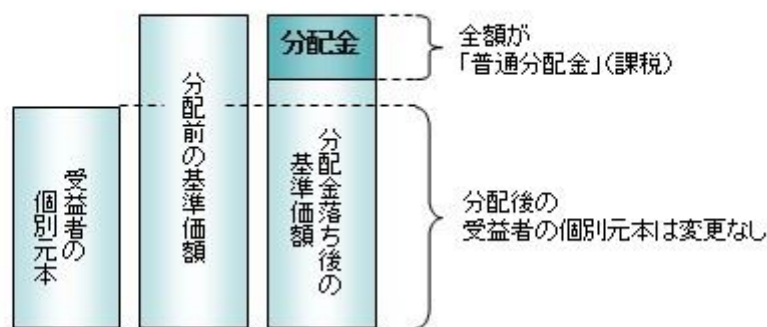 受益者の
個別元本
分配前の基準価額
分配金
分配金落ち後の
基準価額
全額が
「普通分配金」(課税)
分配後の
受益者の個別元本は変更なし